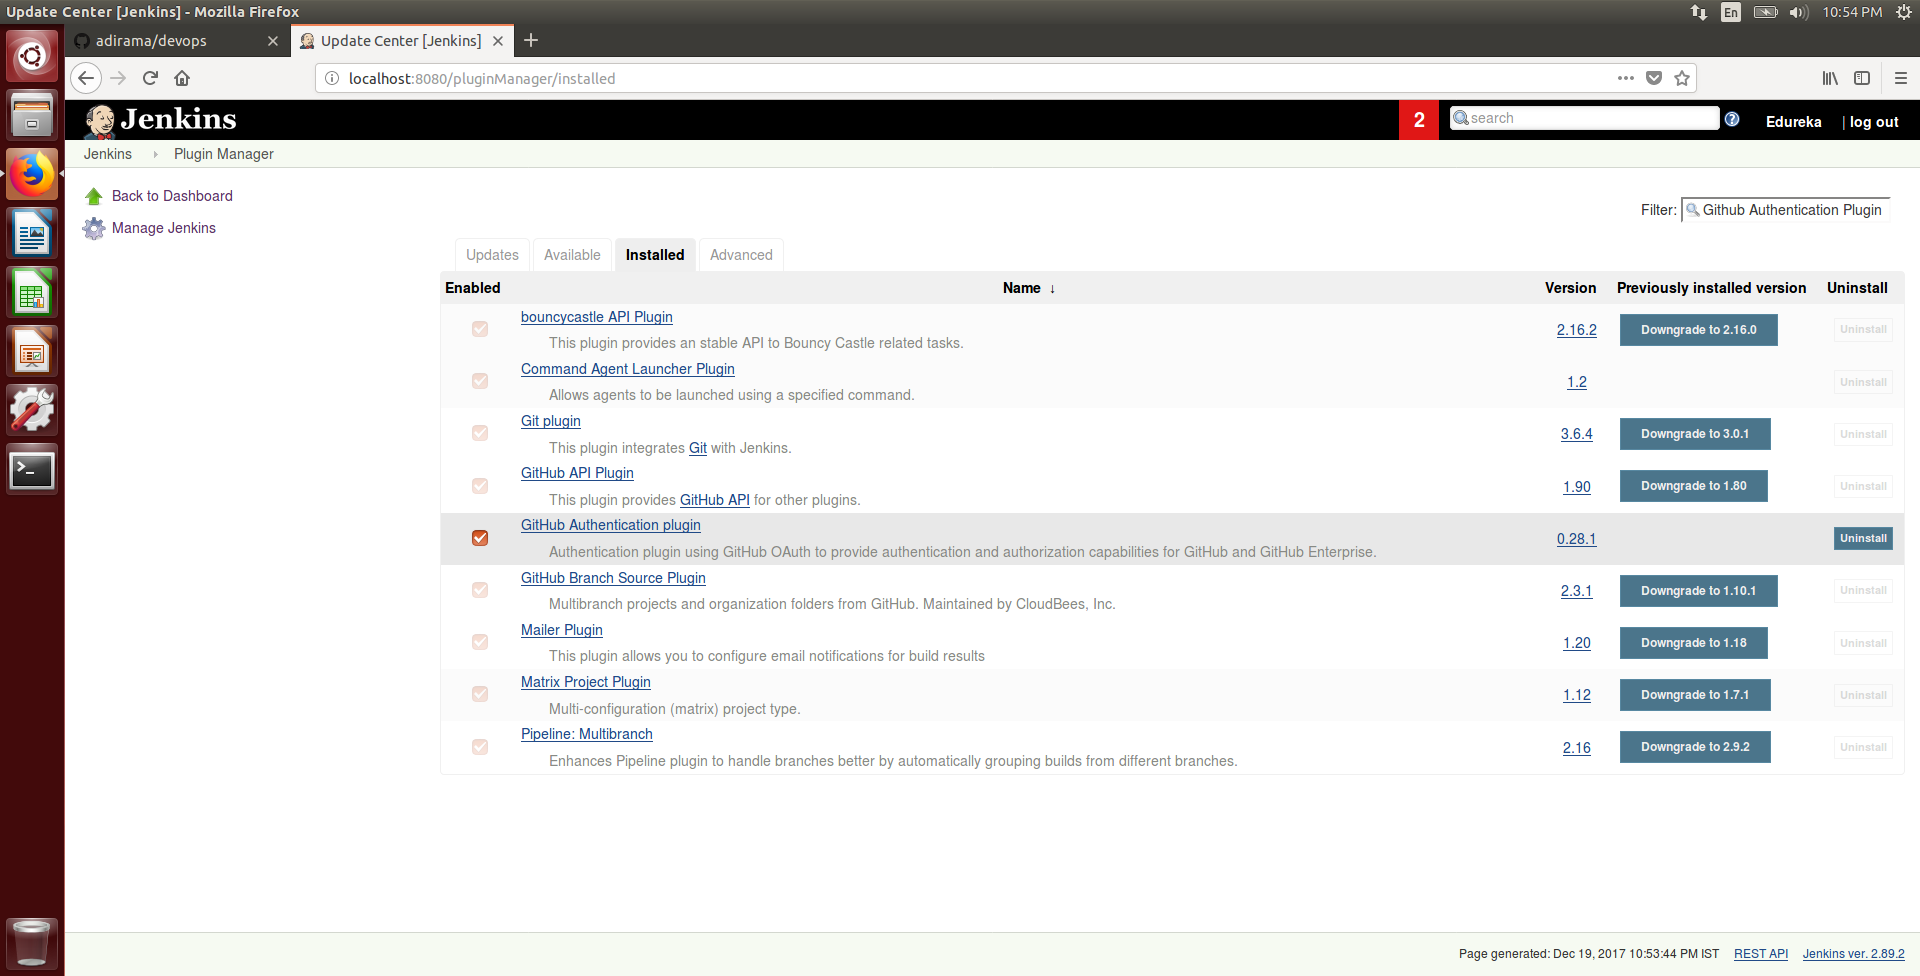 Update Center [Jenkins] - Mozilla Firefox
En
10:54 PM
adirama/devops
Update Center [Jenkins]
localhost:8080/pluginManager/installed
Jenkins
2
search
?
Edureka
| log out
Jenkins
Plugin Manager
Back to Dashboard
Manage Jenkins
Filter: Github Authentication Plugin
Updates
Available
Installed
Advanced
Enabled
Name ↓
Version
Previously installed version
Uninstall
bouncycastle API Plugin
This plugin provides an stable API to Bouncy Castle related tasks.
2.16.2
Downgrade to 2.16.0
Uninstall
Command Agent Launcher Plugin
Allows agents to be launched using a specified command.
1.2
Uninstall
Git plugin
This plugin integrates Git with Jenkins.
3.6.4
Downgrade to 3.0.1
Uninstall
GitHub API Plugin
This plugin provides GitHub API for other plugins.
1.90
Downgrade to 1.80
Uninstall
GitHub Authentication plugin
Authentication plugin using GitHub OAuth to provide authentication and authorization capabilities for GitHub and GitHub Enterprise.
0.28.1
Uninstall
GitHub Branch Source Plugin
Multibranch projects and organization folders from GitHub. Maintained by CloudBees, Inc.
2.3.1
Downgrade to 1.10.1
Uninstall
Mailer Plugin
This plugin allows you to configure email notifications for build results
1.20
Downgrade to 1.18
Uninstall
Matrix Project Plugin
Multi-configuration (matrix) project type.
1.12
Downgrade to 1.7.1
Uninstall
Pipeline: Multibranch
Enhances Pipeline plugin to handle branches better by automatically grouping builds from different branches.
2.16
Downgrade to 2.9.2
Uninstall
Page generated: Dec 19, 2017 10:53:44 PM IST
REST API
Jenkins ver. 2.89.2